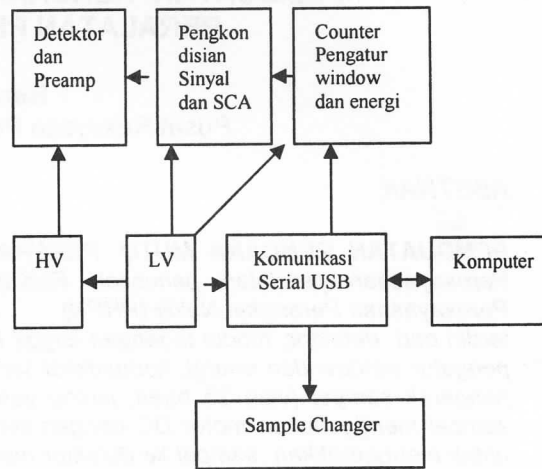 Detektor
dan
Preamp
Pengkon
disian
Sinyal
dan SCA
Counter
Pengatur
window
dan energi
HV
LV
Komunikasi
Serial USB
Komputer
Sample Changer